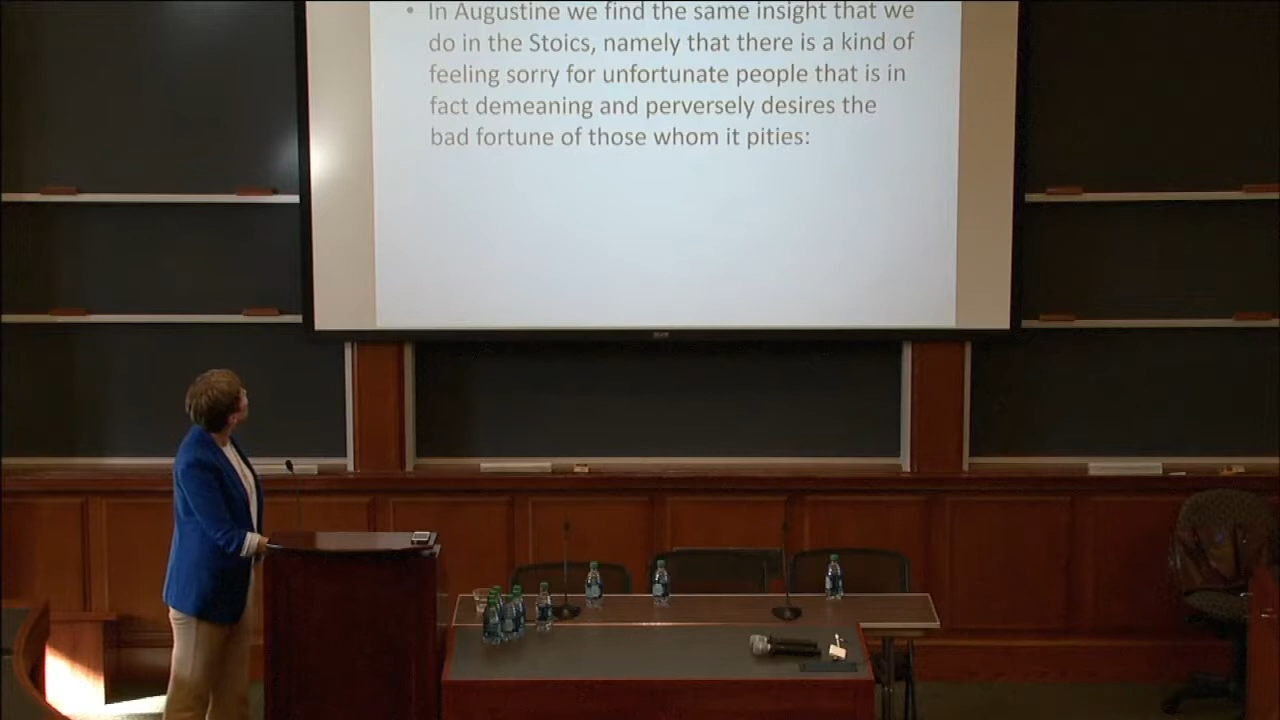 • In Augustine we find the same insight that we
do in the Stoics, namely that there is a kind of
feeling sorry for unfortunate people that is in
fact demeaning and perversely desires the
bad fortune of those whom it pities: